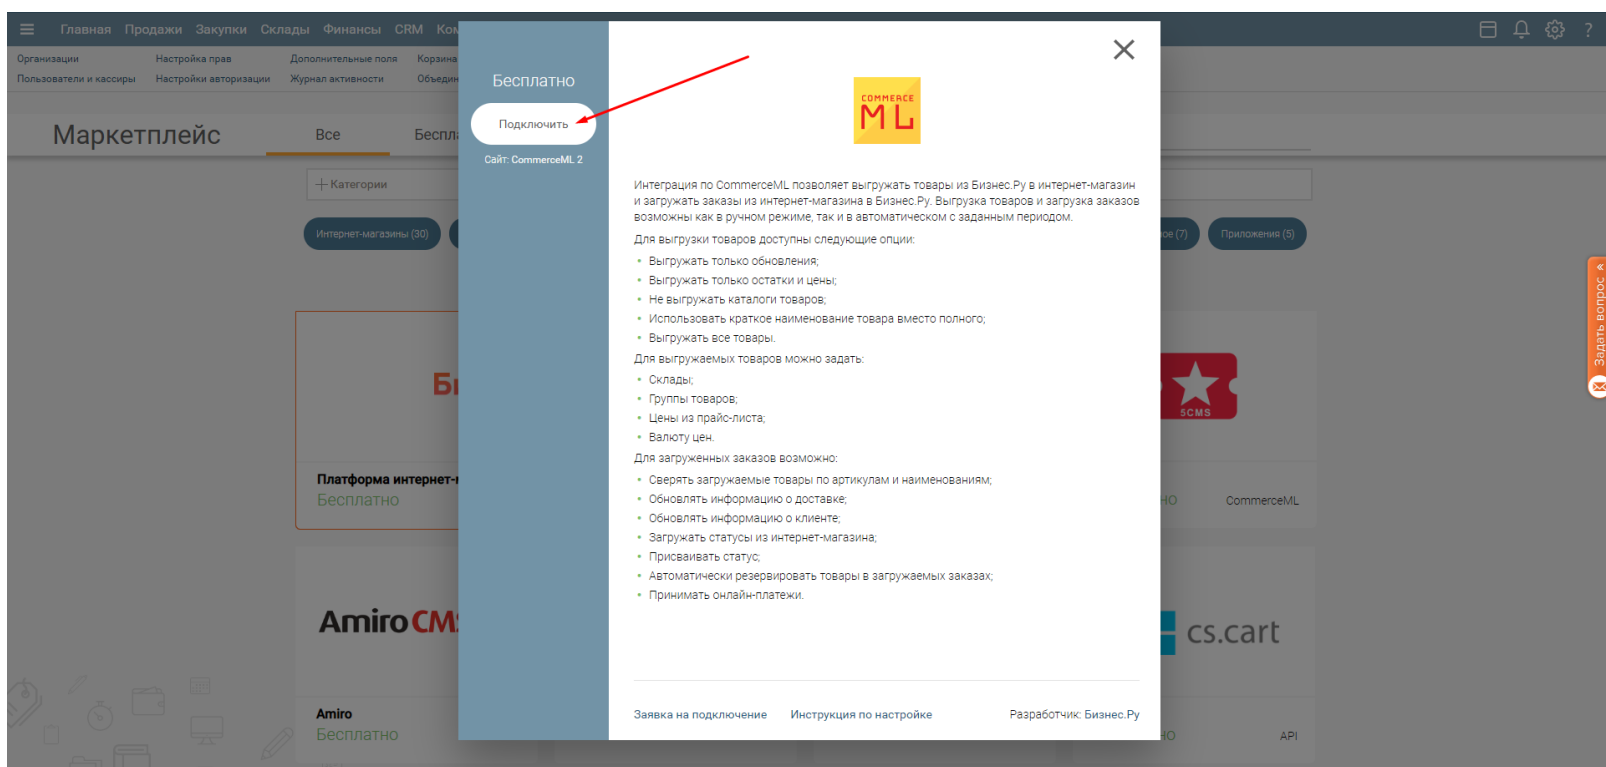 Главная Продажи Закупки Склады Финансы CRM
Организации Настройка прав Дополнительные поля Корзина
Пользователи и кассиры Настройки авторизации Журнал активности
Маркетплейс Все
+ Категории
Интернет-магазины (30)
Приложения (5)
Бесплатно
Подключить
Сайт: CommerceML 2
COMMERCE
ML
Интеграция по CommerceML позволяет выгружать товары из Бизнес.Ру в интернет-магазин
и загружать заказы из интернет-магазина в Бизнес.Ру. Выгрузка товаров и загрузка заказов
возможны как в ручном режиме, так и в автоматическом с заданным периодом.
Для выгрузки товаров доступны следующие опции:
• Выгружать только обновления;
• Выгружать только остатки и цены;
• Не выгружать каталоги товаров;
• Использовать краткое наименование товара вместо полного;
• Выгружать все товары.
Для выгружаемых товаров можно задать:
• Склады;
• Группы товаров;
• Цены из прайс-листа;
• Валюту цен.
Для загруженных заказов возможно:
• Сверять загружаемые товары по артикулам и наименованиям;
• Обновлять информацию о доставке;
• Обновлять информацию о клиенте;
• Загружать статусы из интернет-магазина;
• Присваивать статус;
• Автоматически резервировать товары в загружаемых заказах;
• Принимать онлайн-платежи.
Заявка на подключение Инструкция по настройке Разработчик: Бизнес.Ру
Платформа
Бесплатно
5CMS
CommerceML
Amiro
cs.cart
Amiro
Бесплатно
API
Задать вопрос «